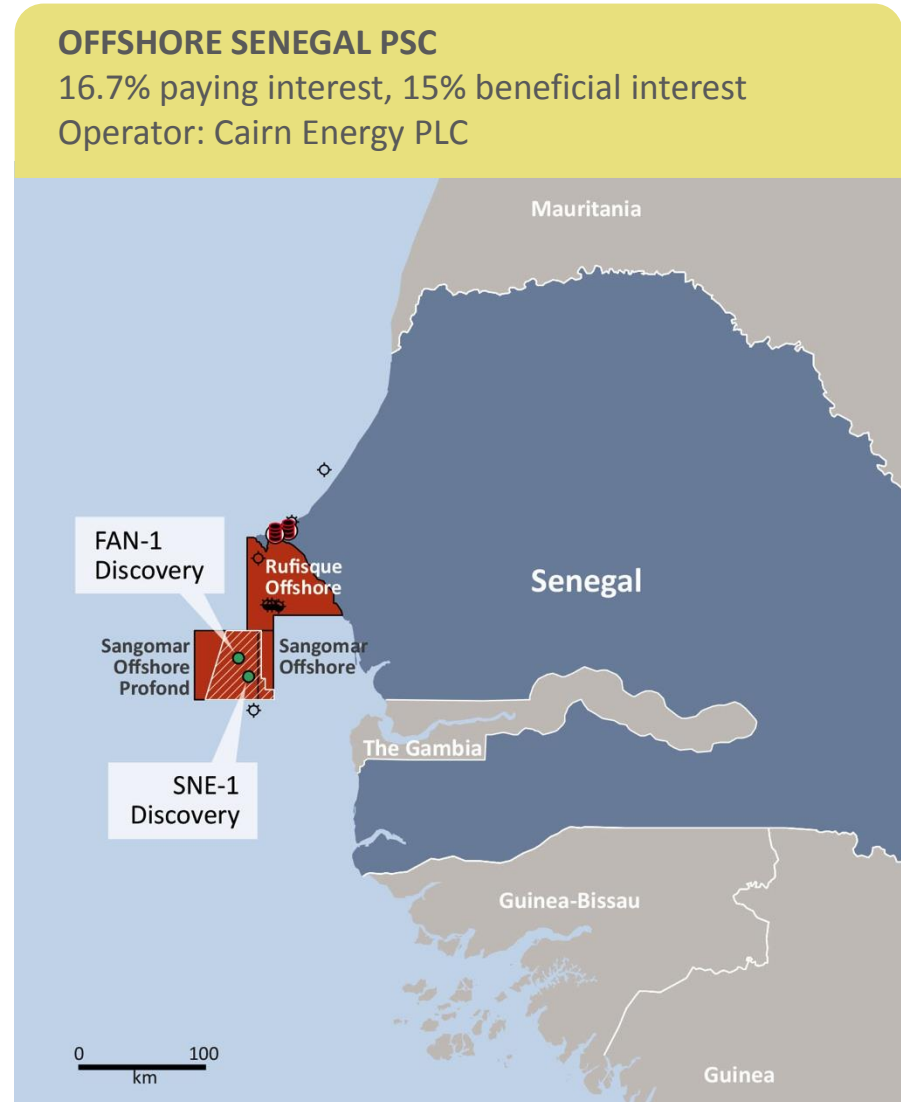 OFFSHORE SENEGAL PSC
16.7% paying interest, 15% beneficial interest
Operator: Cairn Energy PLC
Mauritania
FAN-1
Discovery
Rufisque
Offshore
Senegal
Sangomar
Offshore
Profond
Sangomar
Offshore
The Gambia
SNE-1
Discovery
Guinea-Bissau
0 100
km
Guinea